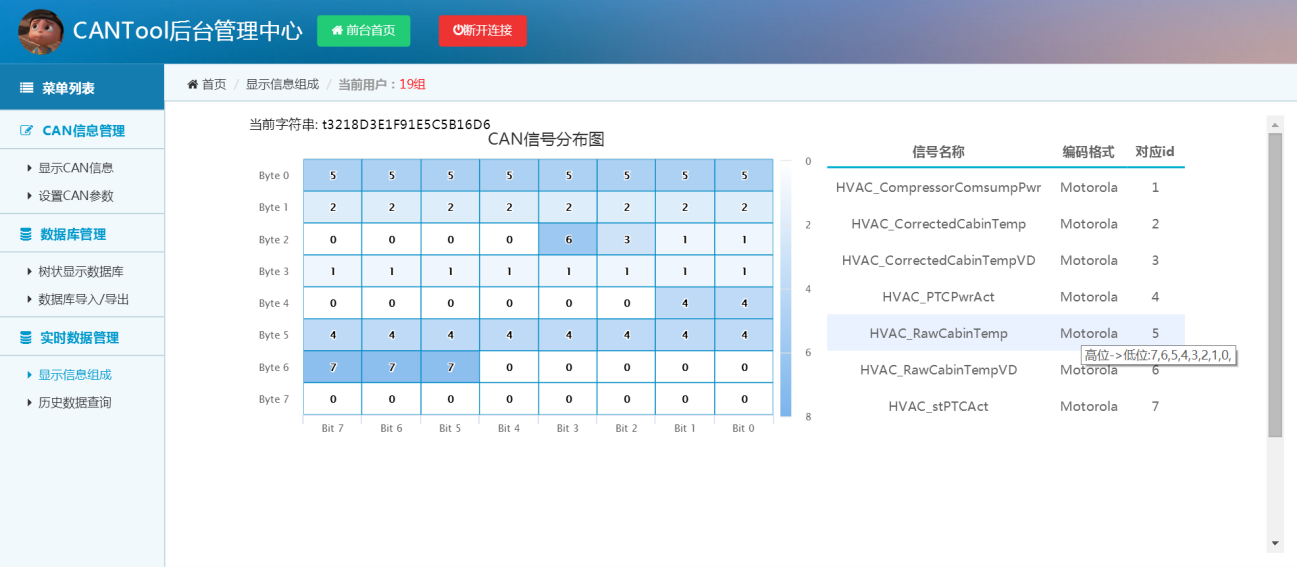 CANTool后台管理中心 前台首页 断开连接
菜单列表
CAN信息管理
显示CAN信息
设置CAN参数
数据库管理
树状显示数据库
数据库导入/导出
实时数据管理
显示信息组成
历史数据查询
首页 / 显示信息组成 / 当前用户：19组
当前字符串: t3218D3E1F91E5C5B16D6
CAN信号分布图
Byte 0 5 5 5 5 5 5 5 5
Byte 1 2 2 2 2 2 2 2 2
Byte 2 0 0 0 0 6 3 1 1
Byte 3 1 1 1 1 1 1 1 1
Byte 4 0 0 0 0 0 0 4 4
Byte 5 4 4 4 4 4 4 4 4
Byte 6 7 7 7 0 0 0 0 0
Byte 7 0 0 0 0 0 0 0 0
Bit 7 Bit 6 Bit 5 Bit 4 Bit 3 Bit 2 Bit 1 Bit 0
0
2
4
6
8
信号名称 编码格式 对应id
HVAC_CompressorComsumpPwr Motorola 1
HVAC_CorrectedCabinTemp Motorola 2
HVAC_CorrectedCabinTempVD Motorola 3
HVAC_PTCPwrAct Motorola 4
HVAC_RawCabinTemp Motorola 5
高位->低位:7,6,5,4,3,2,1,0,
HVAC_RawCabinTempVD Motorola 6
HVAC_stPTCAct Motorola 7